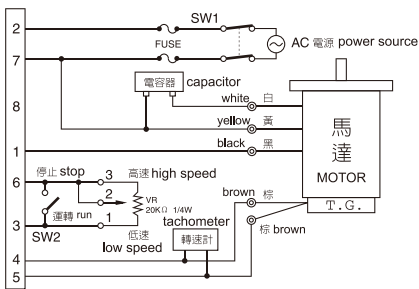 SW1
2
FUSE
AC 電源 power source
7
電容器 capacitor
8
white 白
yellow 黃
馬達
MOTOR
1
black 黑
6
停止 stop
3 高速 high speed
2
VR
20KΩ 1/4W
運轉 run
brown 棕
T.G.
tachometer
3
SW2
1 低速
low speed
轉速計
棕 brown
4
5